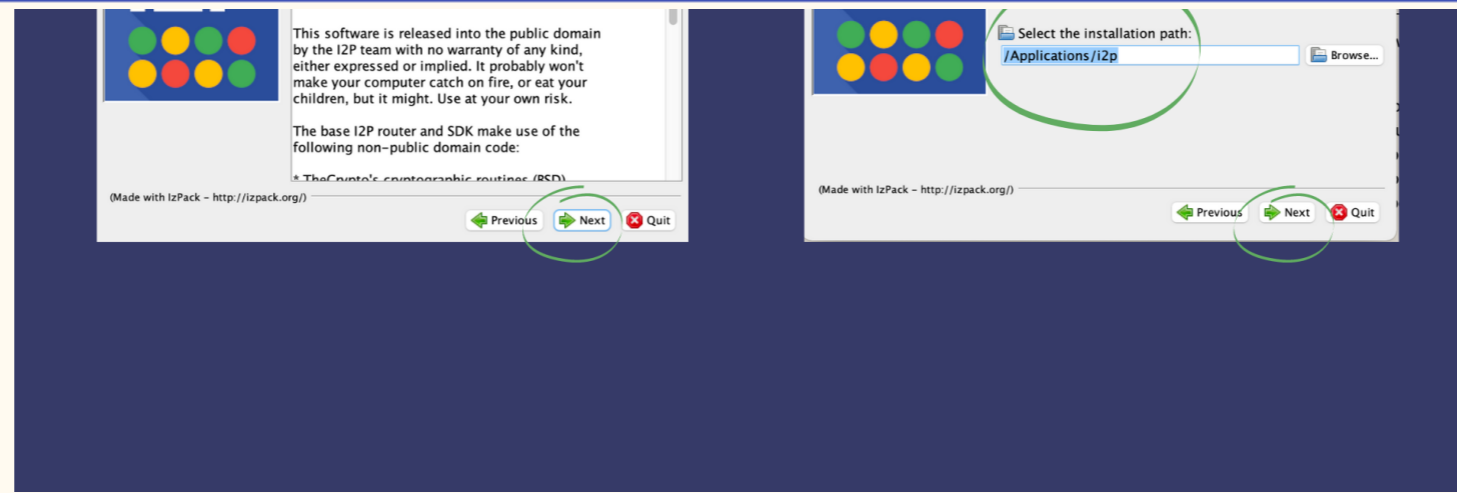 This software is released into the public domain
by the I2P team with no warranty of any kind,
either expressed or implied. It probably won't
make your computer catch on fire, or eat your
children, but it might. Use at your own risk.
The base I2P router and SDK make use of the
following non-public domain code:
* TheCrypto's cryptographic routines (BSD)
(Made with IzPack - http://izpack.org/)
Previous
Next
Quit
Select the installation path:
/Applications/i2p
Browse...
(Made with IzPack - http://izpack.org/)
Previous
Next
Quit